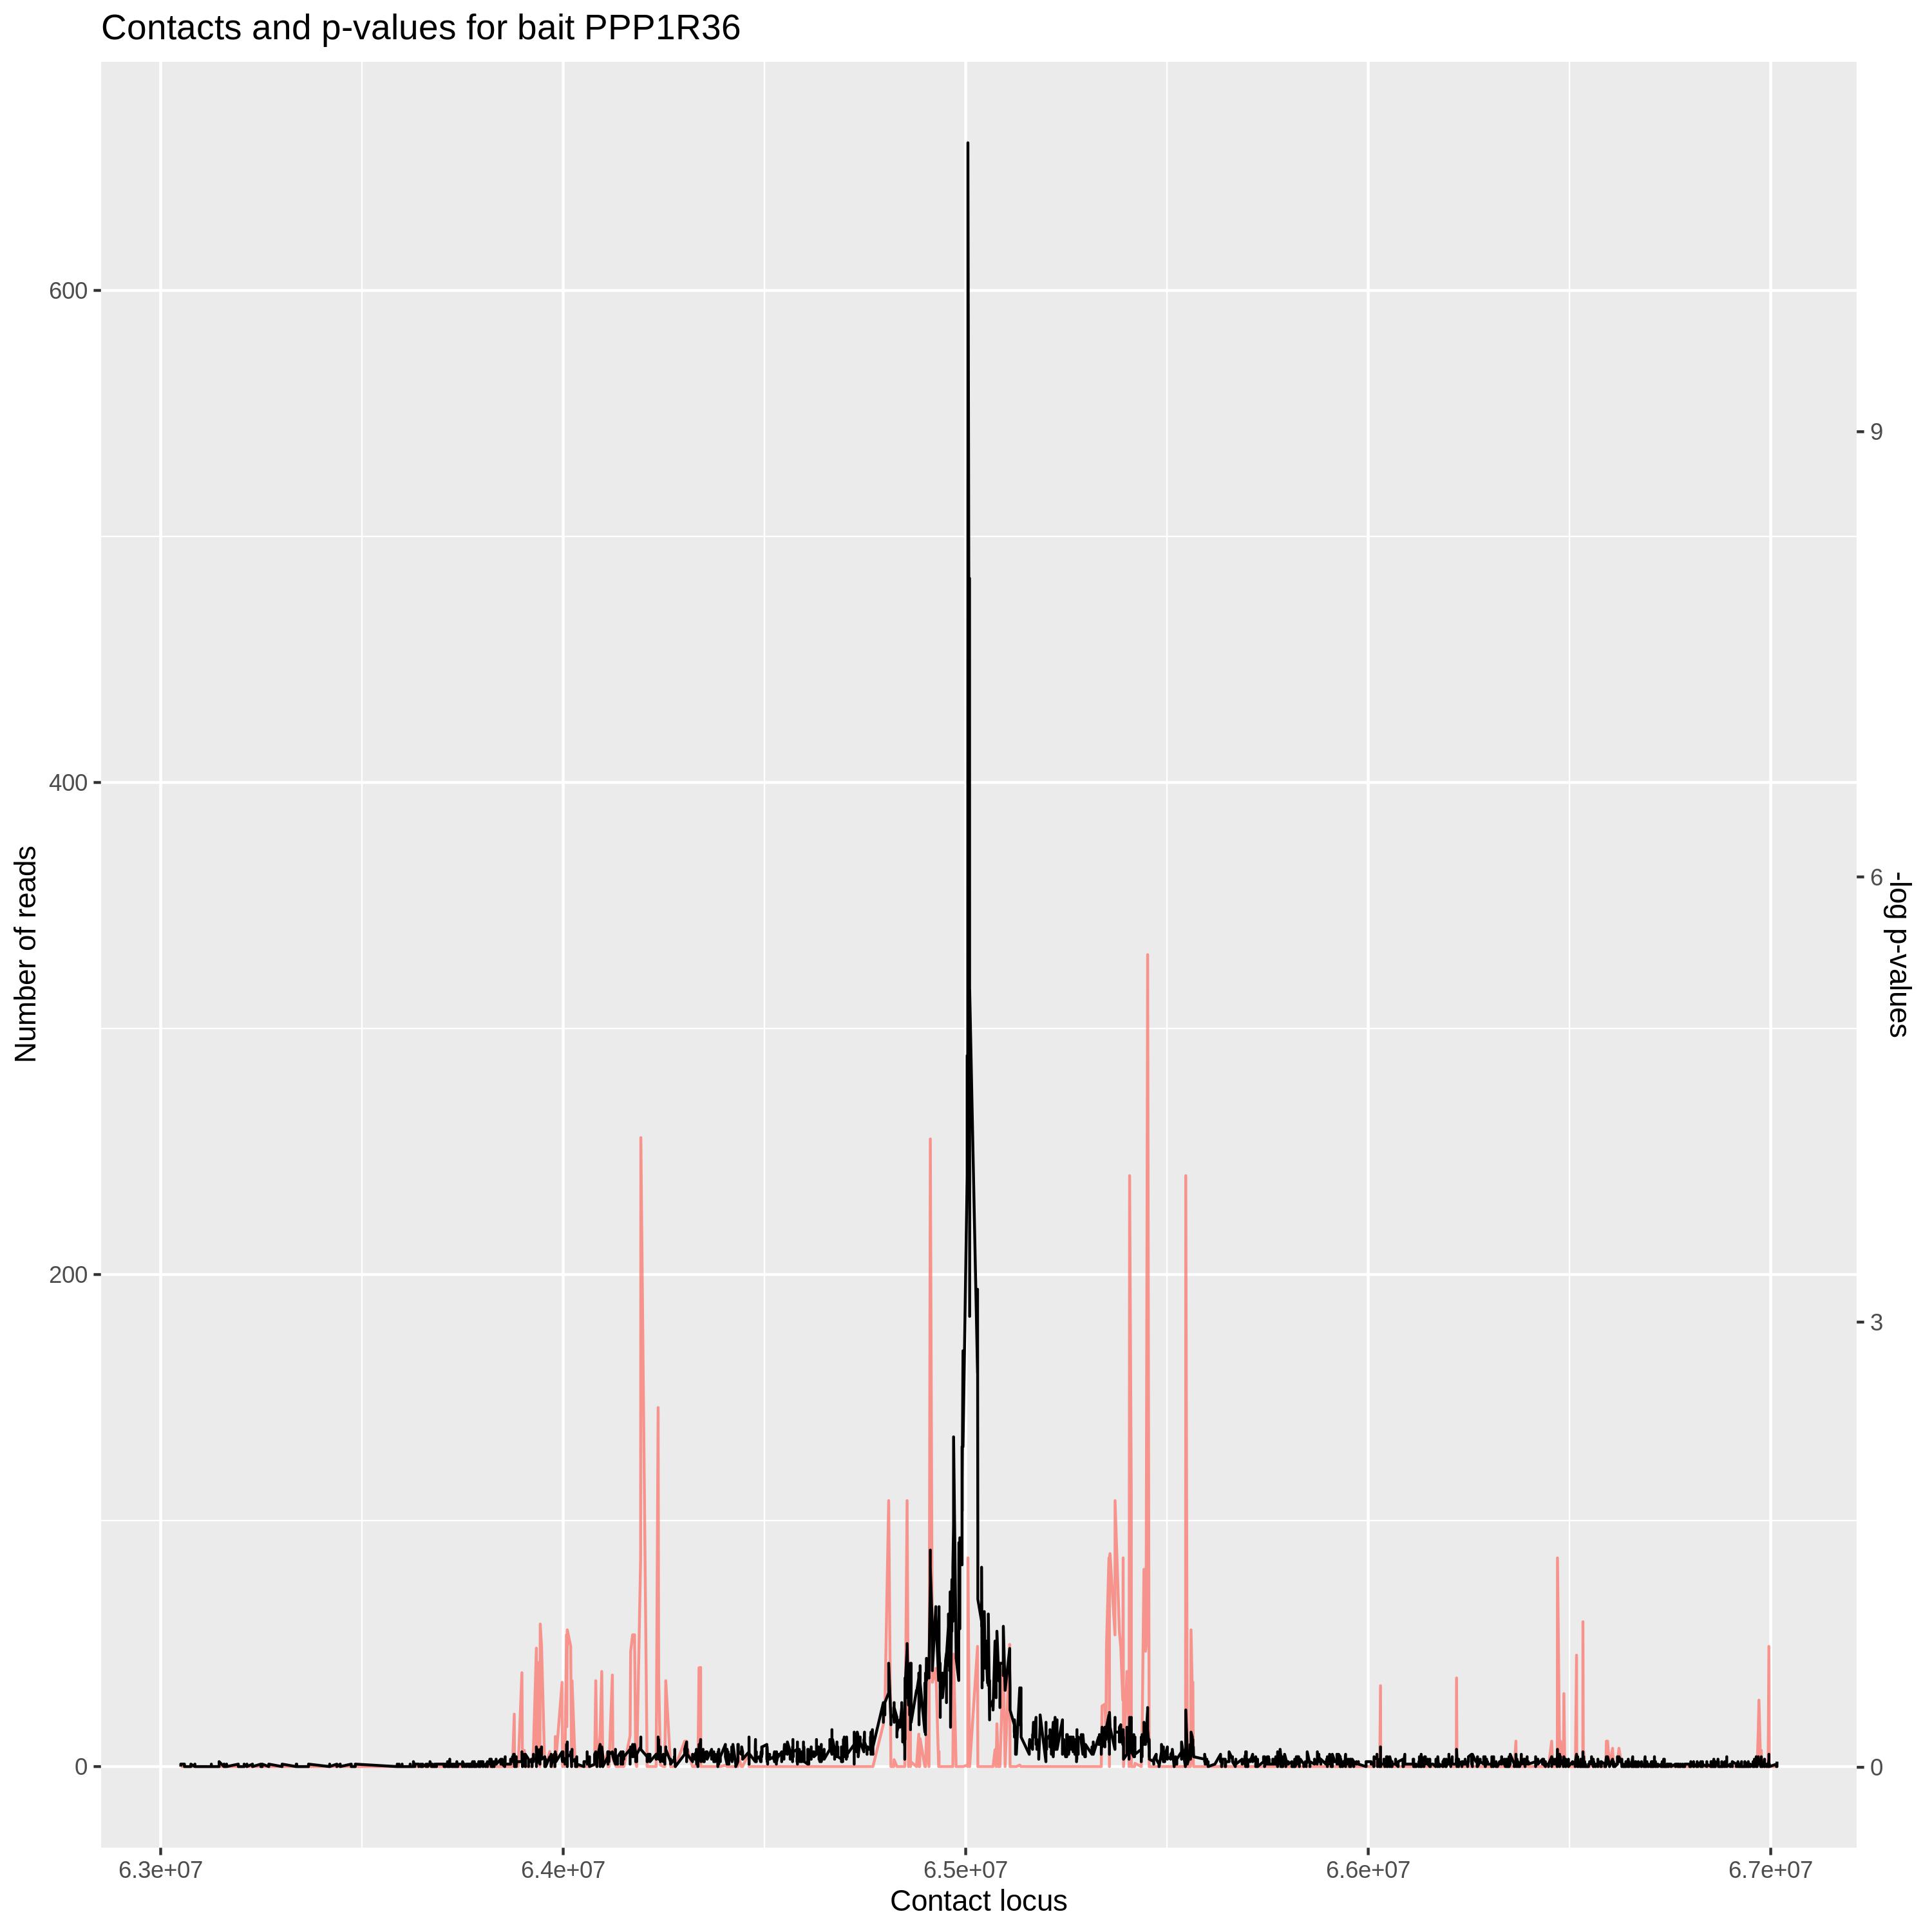 Contacts and p-values for bait PPP1R36
600
400
200
0
Number of reads
9
6
3
0
-log p-values
6.3e+07
6.4e+07
6.5e+07
6.6e+07
6.7e+07
Contact locus